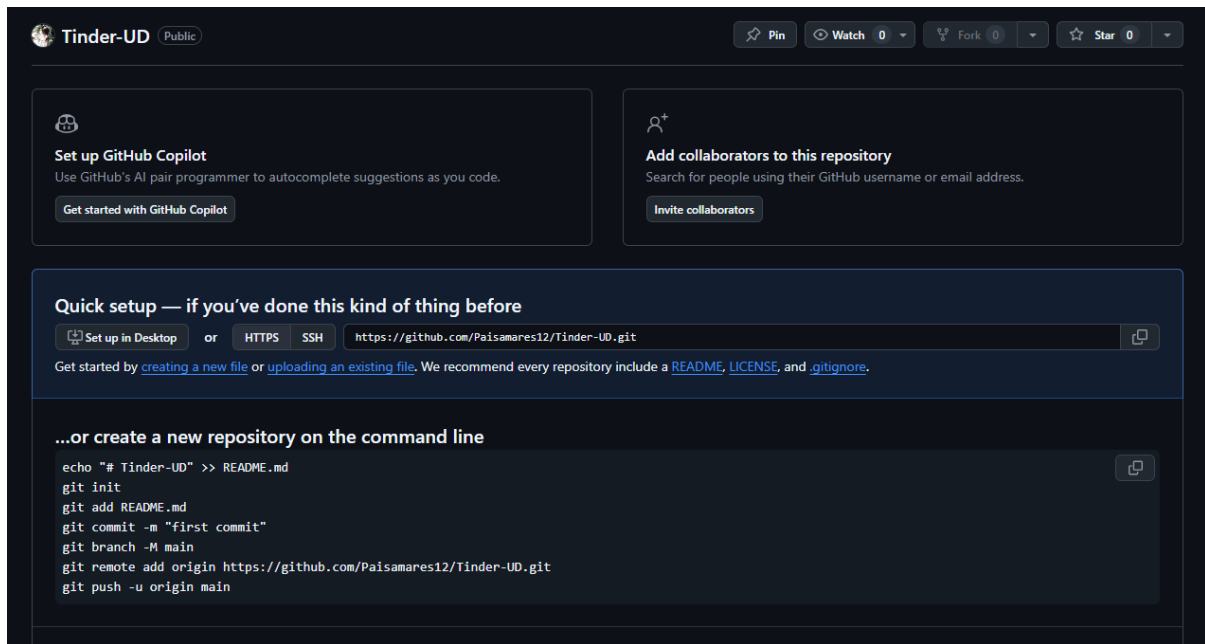 Tinder-UD Public
Pin Watch 0 Fork 0 Star 0
Set up GitHub Copilot
Use GitHub's AI pair programmer to autocomplete suggestions as you code.
Get started with GitHub Copilot
Add collaborators to this repository
Search for people using their GitHub username or email address.
Invite collaborators
Quick setup — if you've done this kind of thing before
Set up in Desktop or HTTPS SSH https://github.com/Paisamares12/Tinder-UD.git
Get started by creating a new file or uploading an existing file. We recommend every repository include a README, LICENSE, and .gitignore.
...or create a new repository on the command line
echo "# Tinder-UD" >> README.md
git init
git add README.md
git commit -m "first commit"
git branch -M main
git remote add origin https://github.com/Paisamares12/Tinder-UD.git
git push -u origin main